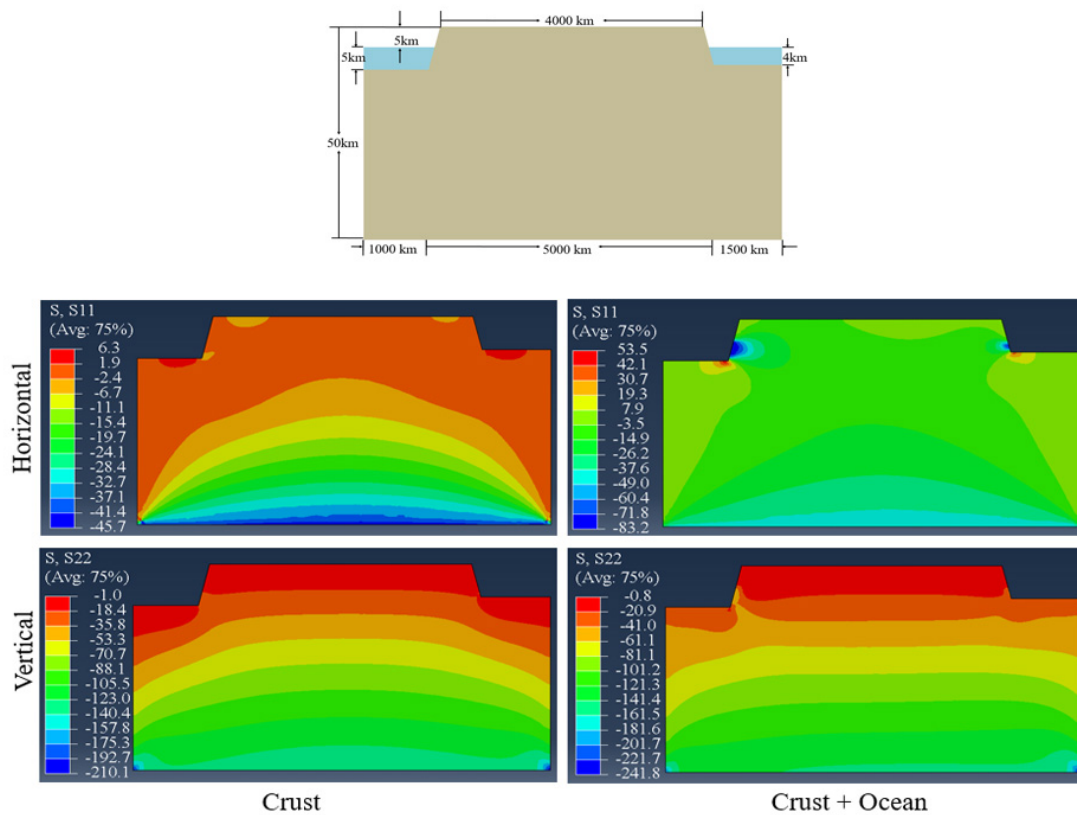 4000 km
5km
5km
4km
50km
1000 km
5000 km
1500 km
Horizontal
S, S11
(Avg: 75%)
6.3
1.9
-2.4
-6.7
-11.1
-15.4
-19.7
-24.1
-28.4
-32.7
-37.1
-41.4
-45.7
S, S11
(Avg: 75%)
53.5
42.1
30.7
19.3
7.9
-3.5
-14.9
-26.2
-37.6
-49.0
-60.4
-71.8
-83.2
Vertical
S, S22
(Avg: 75%)
-1.0
-18.4
-35.8
-53.3
-70.7
-88.1
-105.5
-123.0
-140.4
-157.8
-175.3
-192.7
-210.1
S, S22
(Avg: 75%)
-0.8
-20.9
-41.0
-61.1
-81.2
-101.2
-121.3
-141.4
-161.5
-181.6
-201.7
-221.7
-241.8
Crust
Crust + Ocean